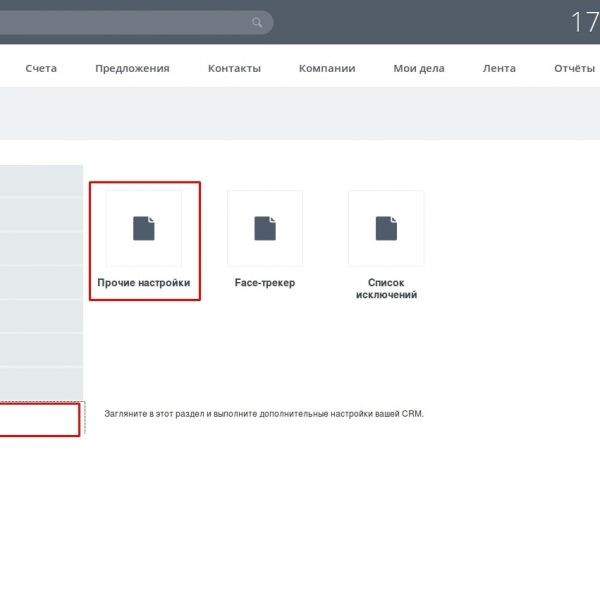 17
Счета Предложения Контакты Компании Мои дела Лента Отчёты
Прочие настройки Face-трекер Список
исключений
Загляните в этот раздел и выполните дополнительные настройки вашей CRM.